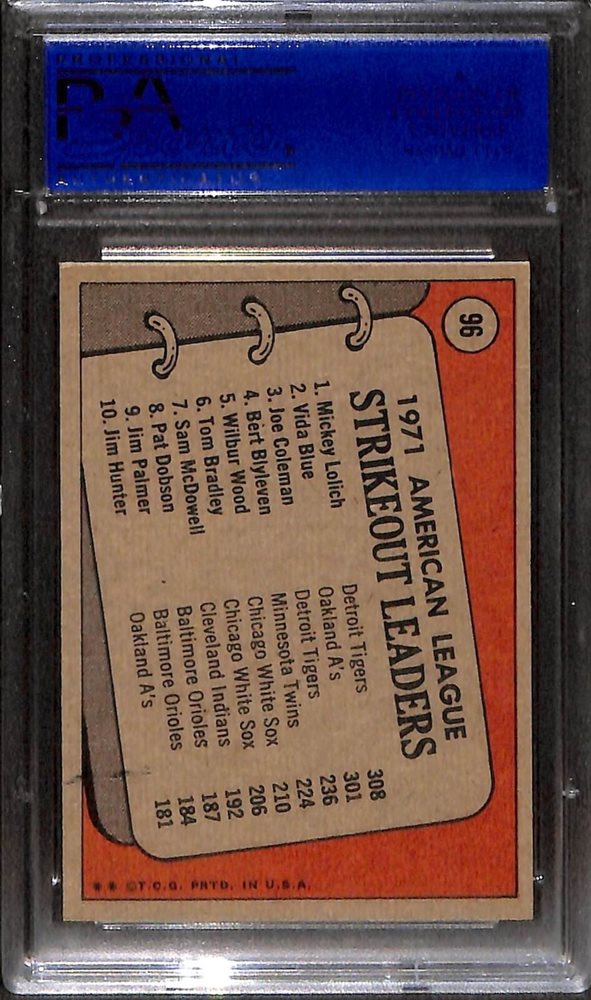 PROFESSIONAL
PSA
96
1971 AMERICAN LEAGUE
STRIKEOUT LEADERS
1. Mickey Lolich Detroit Tigers 308
2. Vida Blue Oakland A's 301
3. Joe Coleman Detroit Tigers 236
4. Bert Blyleven Minnesota Twins 224
5. Wilbur Wood Chicago White Sox 210
6. Tom Bradley Chicago White Sox 206
7. Sam McDowell Cleveland Indians 192
8. Pat Dobson Baltimore Orioles 187
9. Jim Palmer Baltimore Orioles 184
10. Jim Hunter Oakland A's 181
** ©T.C.G. PRTD. IN U.S.A.